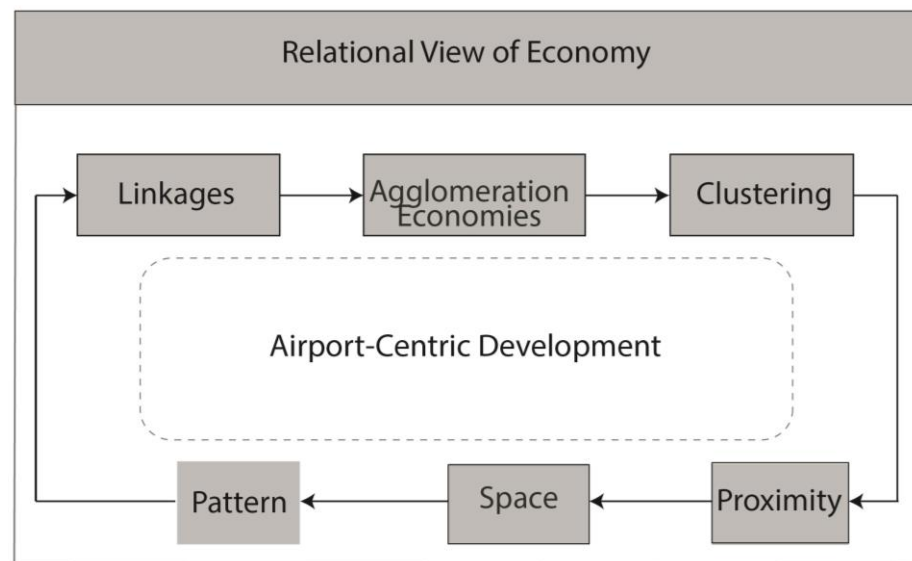 Relational View of Economy
Linkages
Agglomeration
Economies
Clustering
Airport-Centric Development
Pattern
Space
Proximity